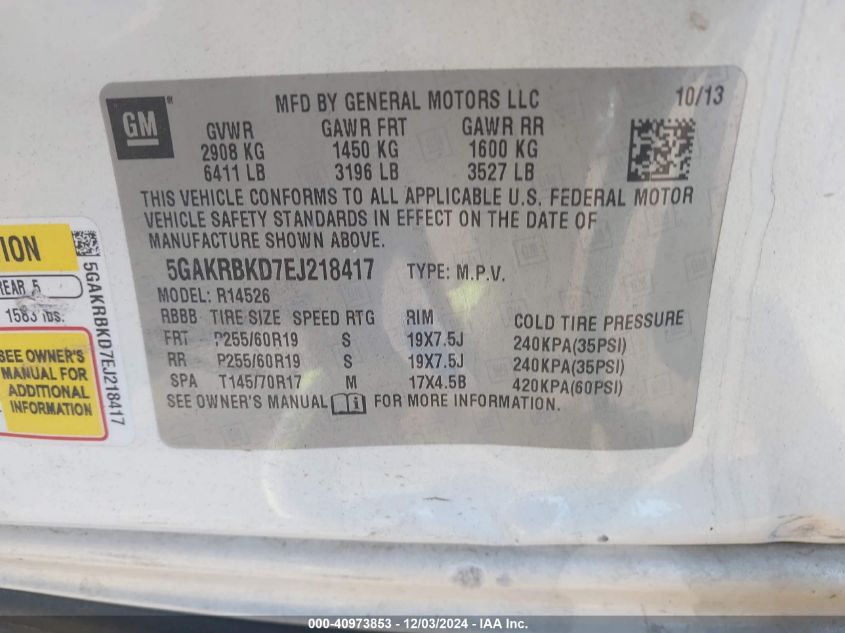 GM
MFD BY GENERAL MOTORS LLC 10/13
GVWR GAWR FRT GAWR RR
2908 KG 1450 KG 1600 KG
6411 LB 3196 LB 3527 LB
THIS VEHICLE CONFORMS TO ALL APPLICABLE U.S. FEDERAL MOTOR
VEHICLE SAFETY STANDARDS IN EFFECT ON THE DATE OF
MANUFACTURE SHOWN ABOVE.
5GAKRBKD7EJ218417 TYPE: M.P.V.
MODEL: R14526
RBBB TIRE SIZE SPEED RTG RIM COLD TIRE PRESSURE
FRT P255/60R19 S 19X7.5J 240KPA(35PSI)
RR P255/60R19 S 19X7.5J 240KPA(35PSI)
SPA T145/70R17 M 17X4.5B 420KPA(60PSI)
SEE OWNER'S MANUAL FOR MORE INFORMATION.
REAR 5
1583 lbs.
SEE OWNER'S
MANUAL FOR
ADDITIONAL
INFORMATION
5GAKRBKD7EJ218417
000-40973853 - 12/03/2024 - IAA Inc.